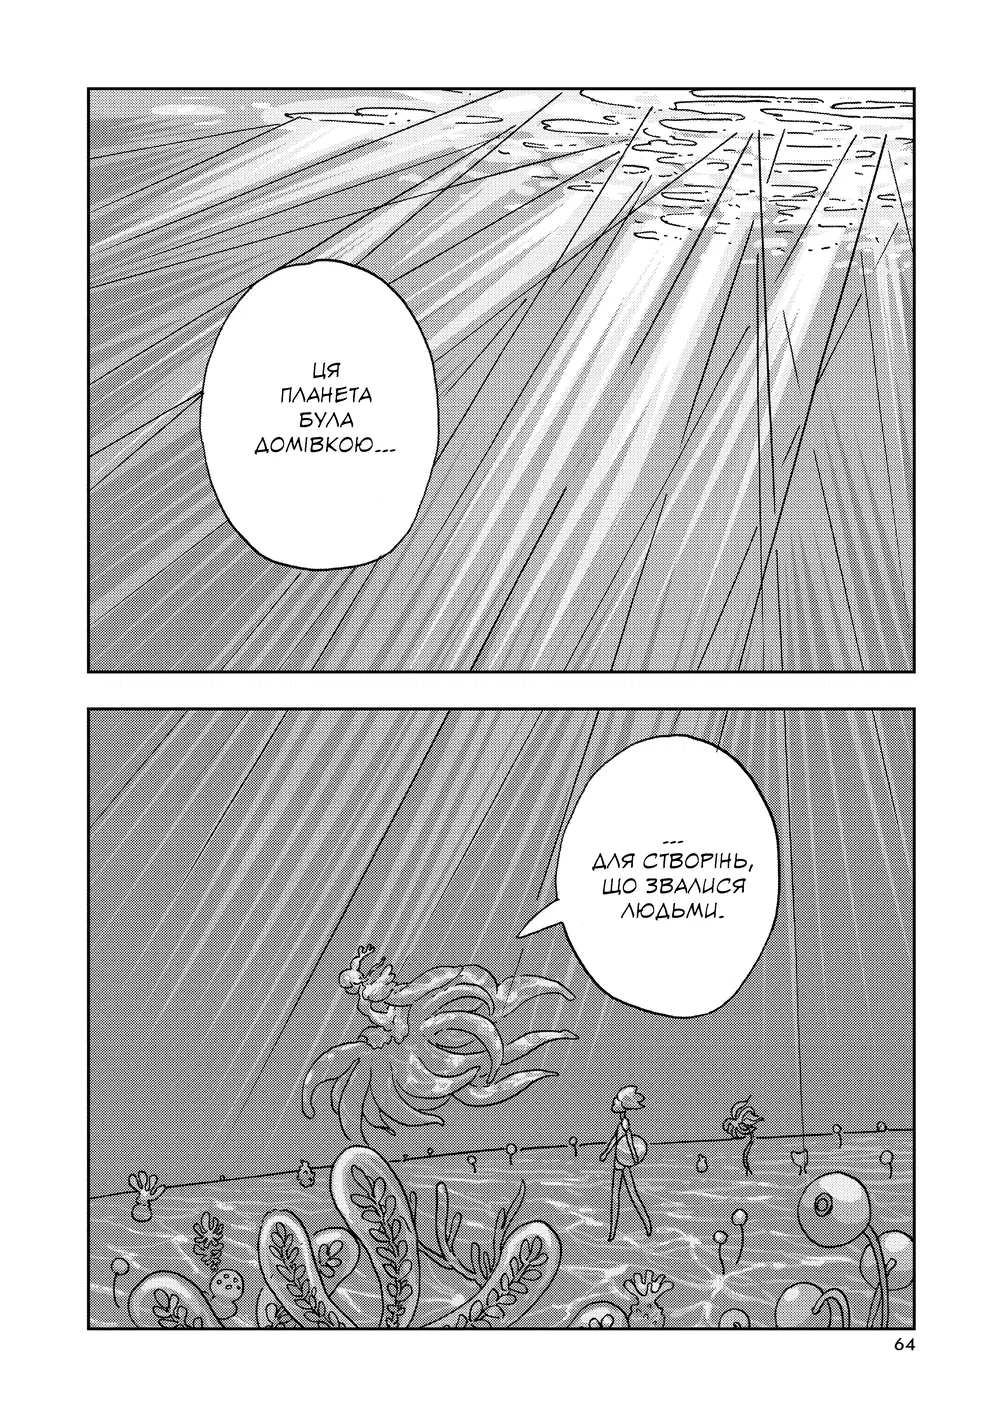 ЦЯ
ПЛАНЕТА
БУЛА
ДОМІВКОЮ...
...
ДЛЯ СТВОРІНЬ,
ЩО ЗВАЛИСЯ
ЛЮДЬМИ.
64